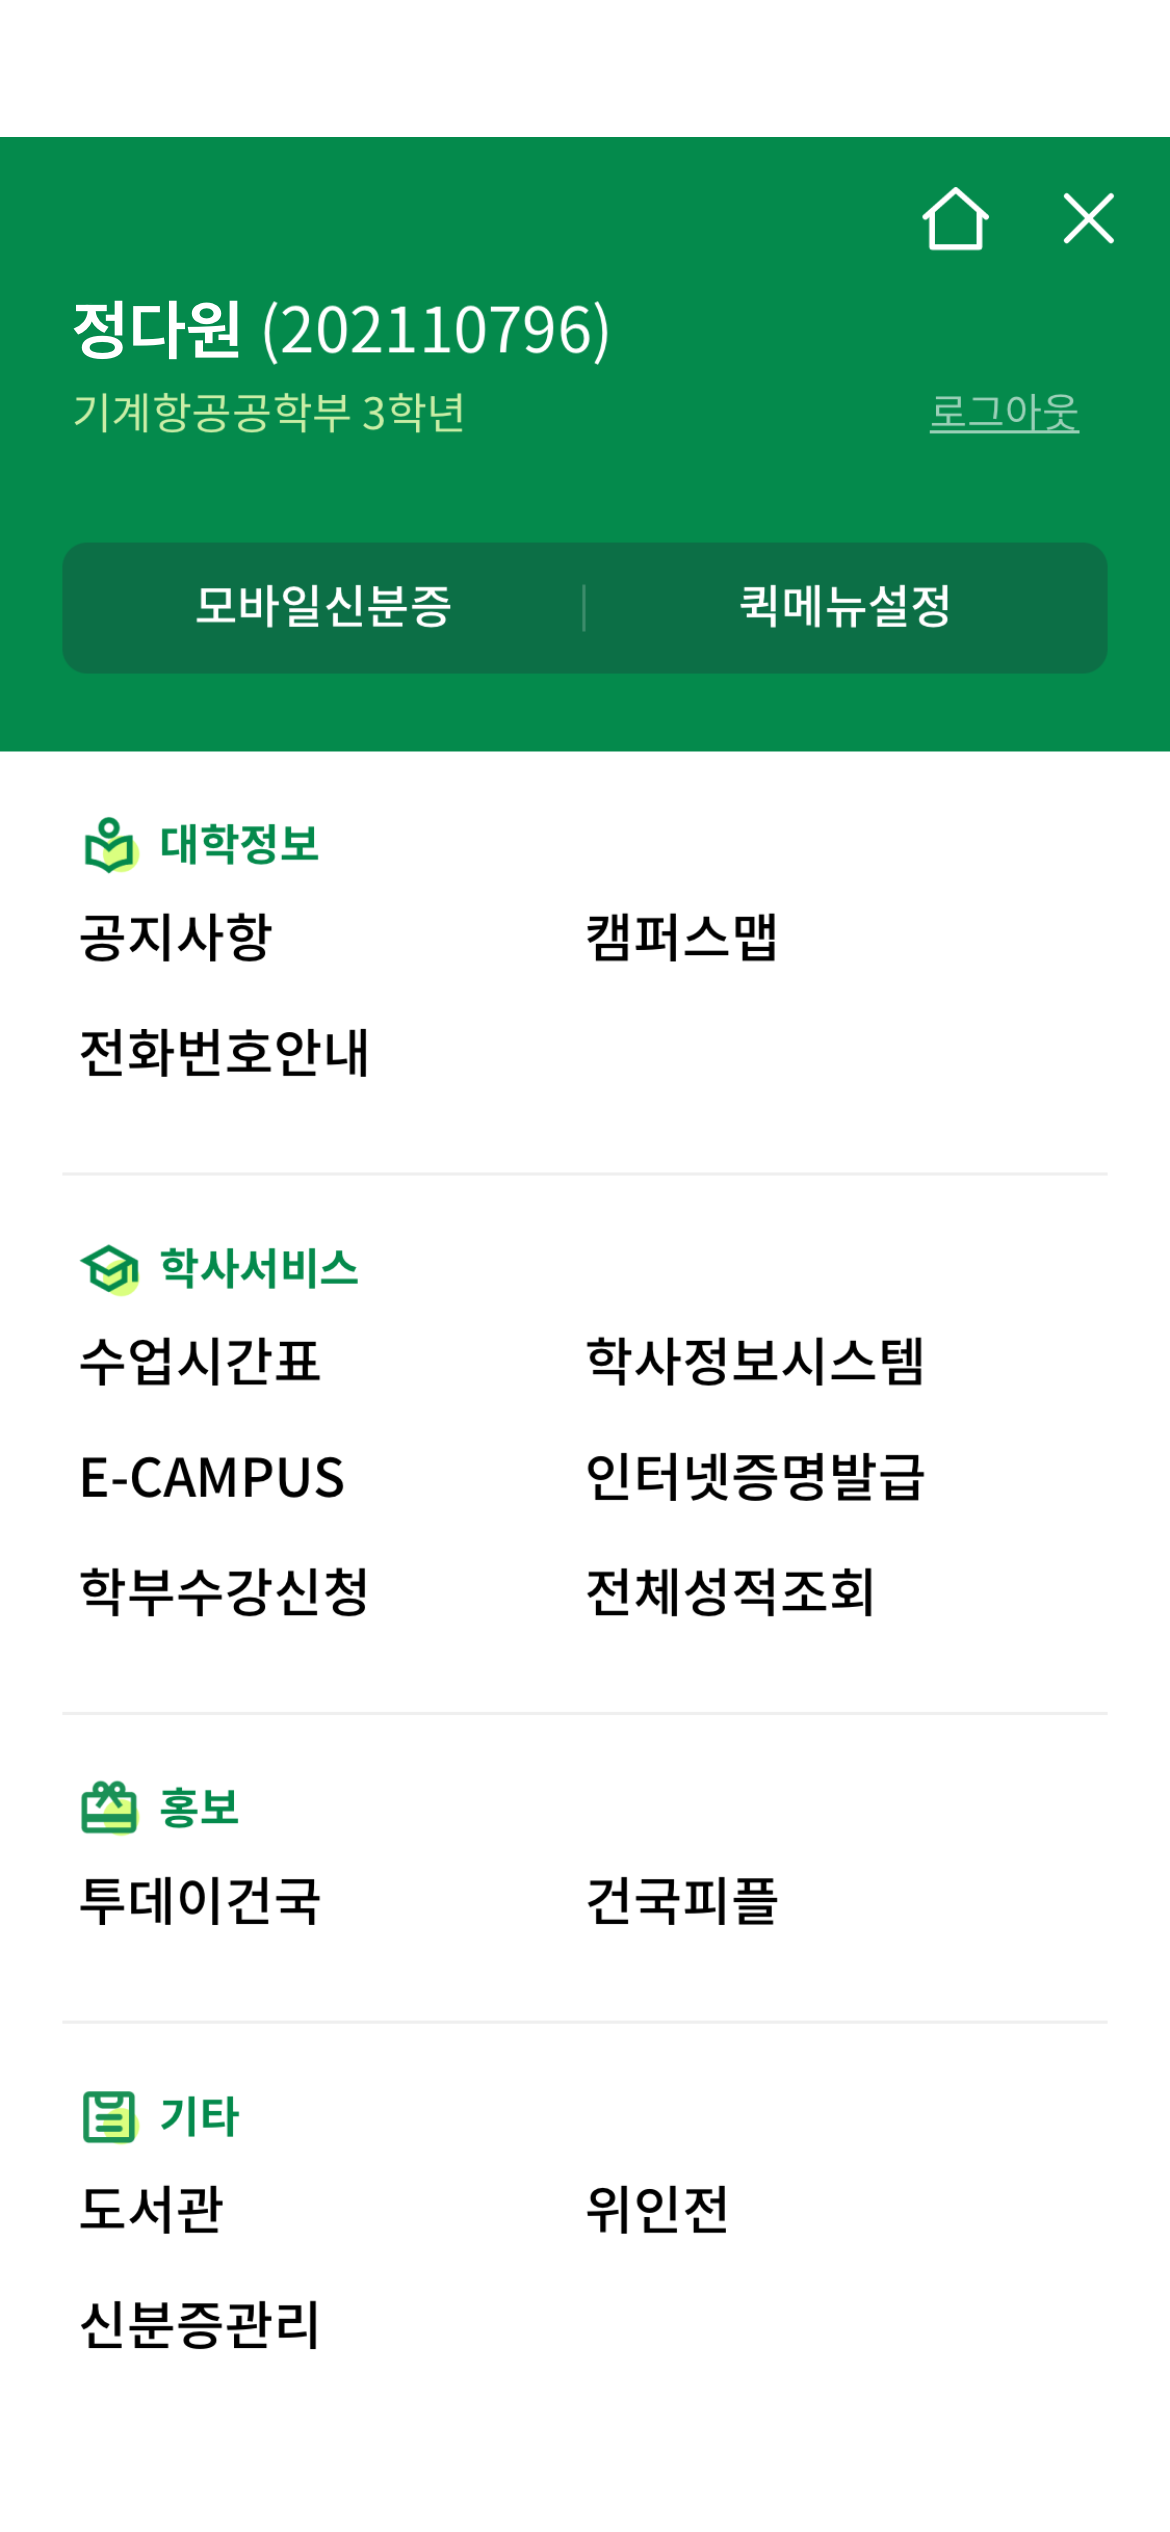 정다원 (202110796)
기계항공공학부 3학년
로그아웃
모바일신분증
퀵메뉴설정
대학정보
공지사항
캠퍼스맵
전화번호안내
학사서비스
수업시간표
학사정보시스템
E-CAMPUS
인터넷증명발급
학부수강신청
전체성적조회
홍보
투데이건국
건국피플
기타
도서관
위인전
신분증관리